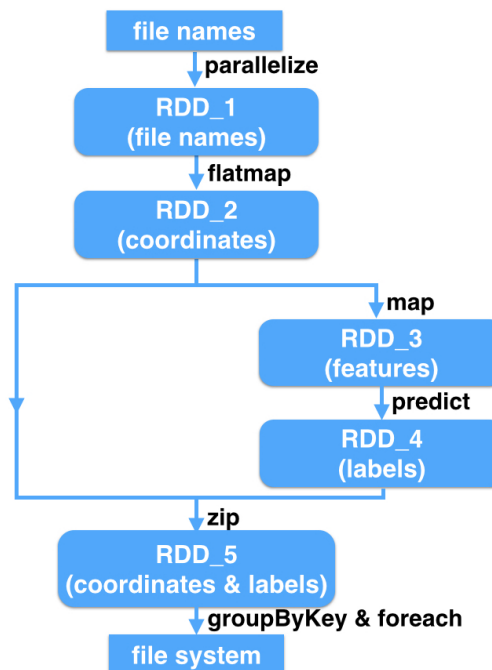 file names
parallelize
RDD_1
(file names)
flatmap
RDD_2
(coordinates)
map
RDD_3
(features)
predict
RDD_4
(labels)
zip
RDD_5
(coordinates & labels)
groupByKey & foreach
file system